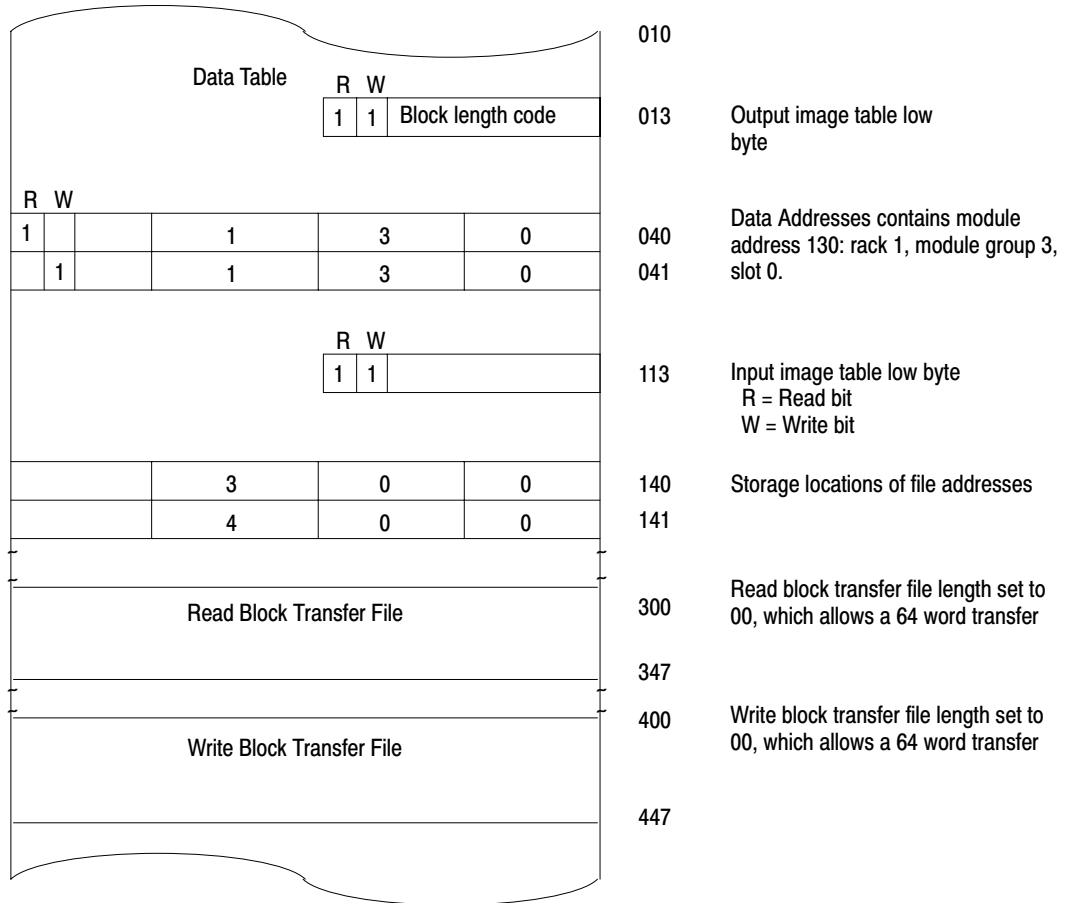 010
Data Table
R W
1 1 Block length code 013 Output image table low
byte
R W
1 1 3 0 040 Data Addresses contains module
address 130: rack 1, module group 3,
1 1 3 0 041 slot 0.
R W
1 1 113 Input image table low byte
R = Read bit
W = Write bit
3 0 0 140 Storage locations of file addresses
4 0 0 141
Read Block Transfer File 300 Read block transfer file length set to
00, which allows a 64 word transfer
347
400 Write block transfer file length set to
Write Block Transfer File 00, which allows a 64 word transfer
447